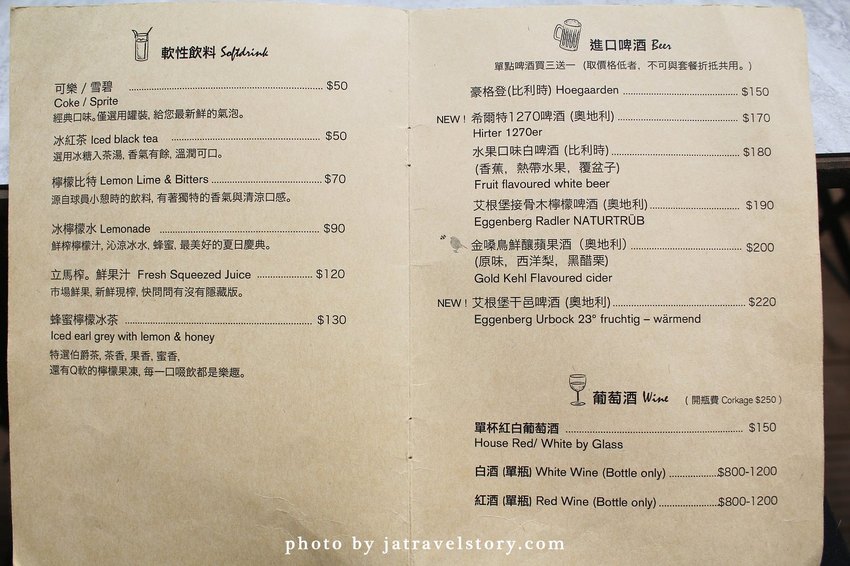 軟性飲料 Softdrink
可樂 / 雪碧 $50
Coke / Sprite
經典口味。僅選用罐裝, 給您最新鮮的氣泡。
冰紅茶 Iced black tea $50
選用冰糖入茶湯, 香氣有餘, 溫潤可口。
檸檬比特 Lemon Lime & Bitters $70
源自球員小憩時的飲料, 有著獨特的香氣與清涼口感。
冰檸檬水 Lemonade $90
鮮榨檸檬汁, 沁涼冰水, 蜂蜜, 最美好的夏日慶典。
立馬榨。鮮果汁 Fresh Squeezed Juice $120
市場鮮果, 新鮮現榨, 快問問有沒有隱藏版。
蜂蜜檸檬冰茶 $130
Iced earl grey with lemon & honey
特選伯爵茶, 茶香, 果香, 蜜香,
還有Q軟的檸檬果凍, 每一口啜飲都是樂趣。
進口啤酒 Beer
單點啤酒買三送一 (取價格低者, 不可與套餐折抵共用。)
豪格登(比利時) Hoegaarden $150
NEW! 希爾特1270啤酒 (奧地利) $170
Hirter 1270er
水果口味白啤酒 (比利時) $180
(香蕉, 熱帶水果, 覆盆子)
Fruit flavoured white beer
艾根堡接骨木檸檬啤酒 (奧地利) $190
Eggenberg Radler NATURTRÜB
金嗓鳥鮮釀蘋果酒 (奧地利) $200
(原味, 西洋梨, 黑醋栗)
Gold Kehl Flavoured cider
NEW! 艾根堡干邑啤酒 (奧地利) $220
Eggenberg Urbock 23° fruchtig – wärmend
葡萄酒 Wine ( 開瓶費 Corkage $250 )
單杯紅白葡萄酒 $150
House Red/ White by Glass
白酒 (單瓶) White Wine (Bottle only) $800-1200
紅酒 (單瓶) Red Wine (Bottle only) $800-1200
photo by jatravelstory.com